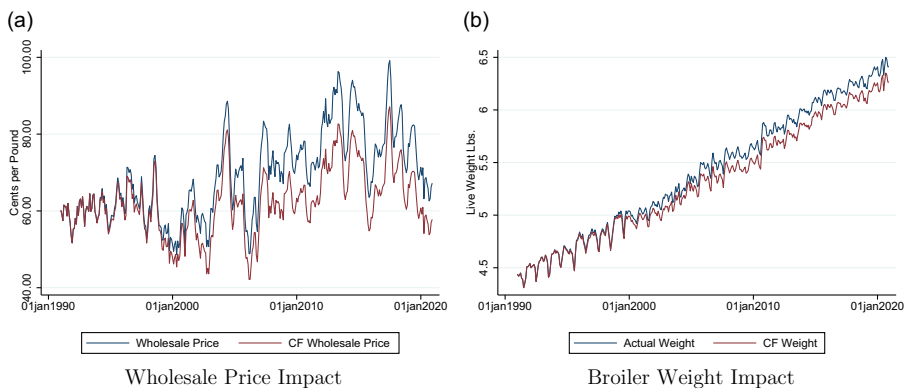 (a)
Cents per Pound
100.00
80.00
60.00
40.00
01jan1990
01jan2000
01jan2010
01jan2020
Wholesale Price
CF Wholesale Price
Wholesale Price Impact
(b)
Live Weight Lbs.
6.5
6
5.5
5
4.5
01jan1990
01jan2000
01jan2010
01jan2020
Actual Weight
CF Weight
Broiler Weight Impact